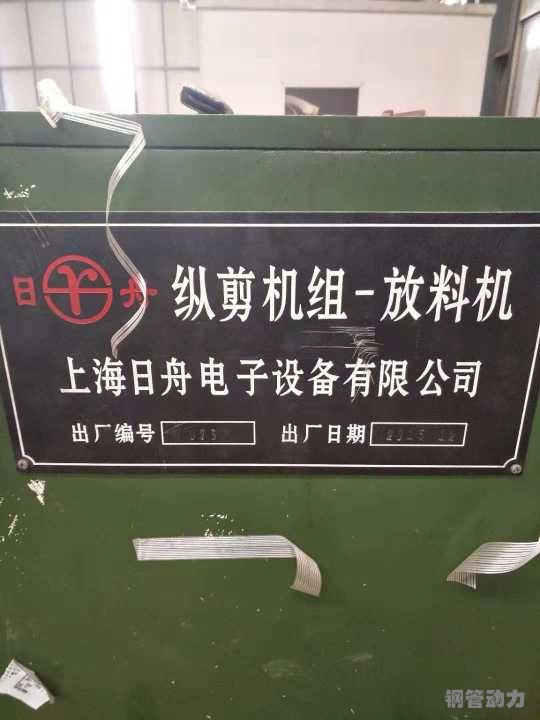 日舟 纵剪机组-放料机
上海日舟电子设备有限公司
出厂编号 出厂日期
钢管动力